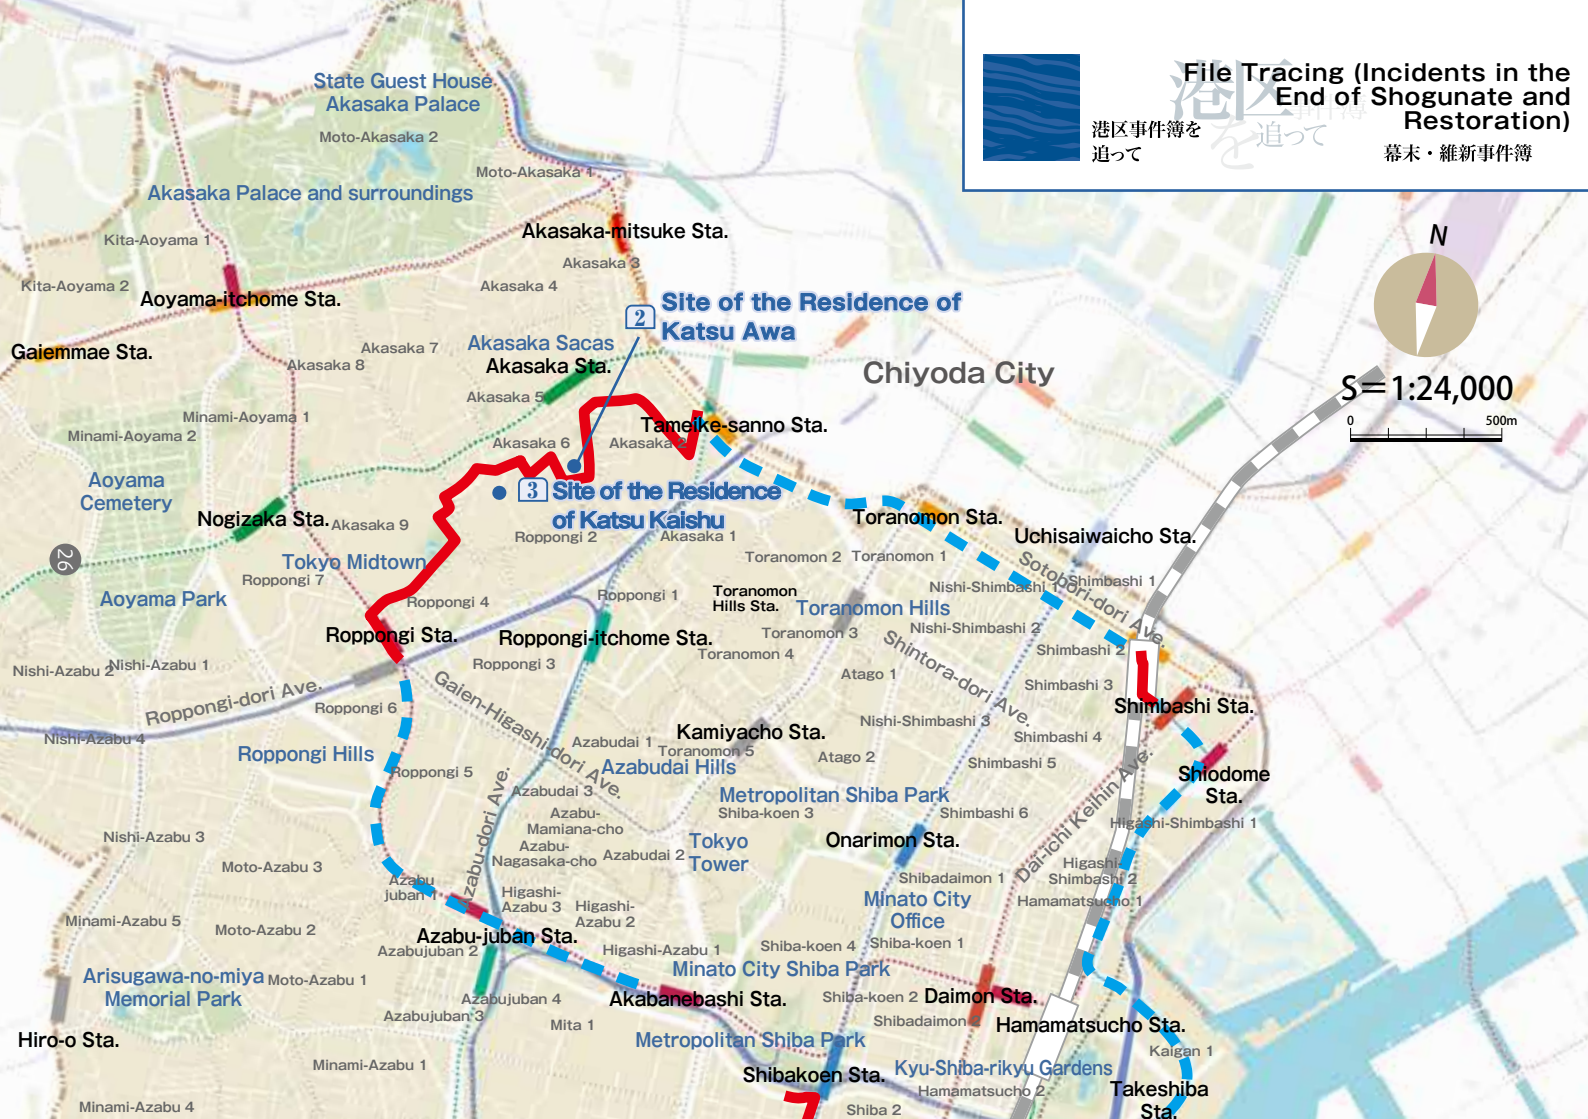 File Tracing (Incidents in the
End of Shogunate and
Restoration)
港区事件簿を
追って
港区
事件簿
を
追って
幕末・維新事件簿
N
S=1:24,000
0
500m
State Guest House
Akasaka Palace
Moto-Akasaka 2
Moto-Akasaka 1
Akasaka Palace and surroundings
Kita-Aoyama 1
Akasaka-mitsuke Sta.
Akasaka 3
Kita-Aoyama 2
Akasaka 4
Aoyama-itchome Sta.
2
Site of the Residence of
Katsu Awa
Gaiemmae Sta.
Akasaka 7
Akasaka 8
Akasaka Sacas
Akasaka Sta.
Chiyoda City
Akasaka 5
Minami-Aoyama 1
Minami-Aoyama 2
Akasaka 6
Akasaka 2
Tameike-sanno Sta.
Aoyama
Cemetery
3
Site of the Residence
of Katsu Kaishu
Nogizaka Sta.
Akasaka 9
Roppongi 2
Akasaka 1
Toranomon Sta.
Uchisaiwaicho Sta.
26
Tokyo Midtown
Roppongi 7
Toranomon 2
Toranomon 1
Sotobori-dori Ave.
Nishi-Shimbashi 1
Shimbashi 1
Aoyama Park
Roppongi 4
Roppongi 1
Toranomon
Hills Sta.
Toranomon Hills
Roppongi Sta.
Roppongi-itchome Sta.
Toranomon 3
Nishi-Shimbashi 2
Shimbashi 2
Nishi-Azabu 2
Nishi-Azabu 1
Roppongi 3
Toranomon 4
Shintora-dori Ave.
Atago 1
Shimbashi 3
Roppongi-dori Ave.
Gaien-Higashi-dori Ave.
Roppongi 6
Shimbashi Sta.
Nishi-Azabu 4
Kamiyacho Sta.
Nishi-Shimbashi 3
Shimbashi 4
Roppongi Hills
Azabudai 1
Toranomon 5
Atago 2
Shimbashi 5
Roppongi 5
Azabudai Hills
Shiodome
Sta.
Azabudai 3
Metropolitan Shiba Park
Shiba-koen 3
Shimbashi 6
Higashi-Shimbashi 1
Azabu-dori Ave.
Dai-ichi Keihin Ave.
Azabu-
Mamiana-cho
Nishi-Azabu 3
Azabu-
Nagasaka-cho
Azabudai 2
Tokyo
Tower
Onarimon Sta.
Moto-Azabu 3
Higashi-
Shimbashi 2
Shibadaimon 1
Azabu
juban 1
Higashi-
Azabu 3
Higashi-
Azabu 2
Minato City
Office
Hamamatsucho 1
Minami-Azabu 5
Moto-Azabu 2
Azabu-juban Sta.
Azabujuban 2
Higashi-Azabu 1
Shiba-koen 4
Shiba-koen 1
Arisugawa-no-miya
Memorial Park
Moto-Azabu 1
Minato City Shiba Park
Azabujuban 4
Akabanebashi Sta.
Shiba-koen 2
Daimon Sta.
Azabujuban 3
Mita 1
Shibadaimon 2
Hamamatsucho Sta.
Hiro-o Sta.
Metropolitan Shiba Park
Kaigan 1
Minami-Azabu 1
Shibakoen Sta.
Kyu-Shiba-rikyu Gardens
Hamamatsucho 2
Takeshiba
Sta.
Minami-Azabu 4
Shiba 2